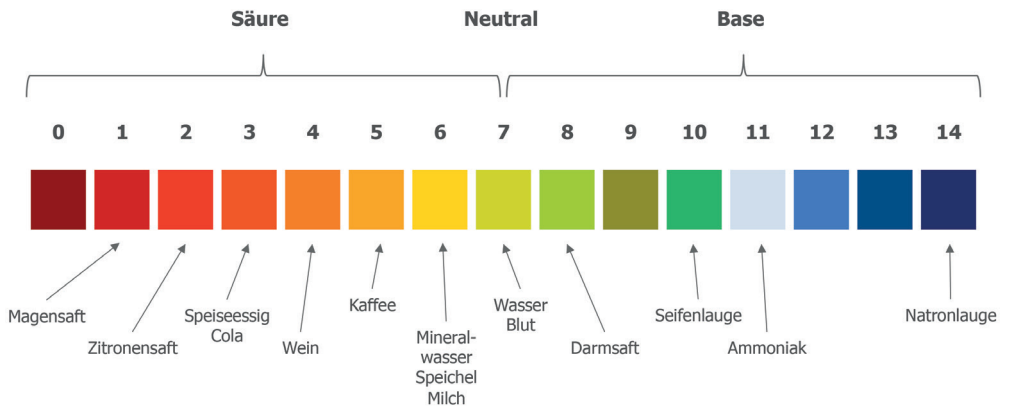 Säure Neutral Base
0 1 2 3 4 5 6 7 8 9 10 11 12 13 14
Magensaft
Zitronensaft
Speiseessig
Cola
Wein
Kaffee
Mineral-
wasser
Speichel
Milch
Wasser
Blut
Darmsaft
Seifenlauge
Ammoniak
Natronlauge